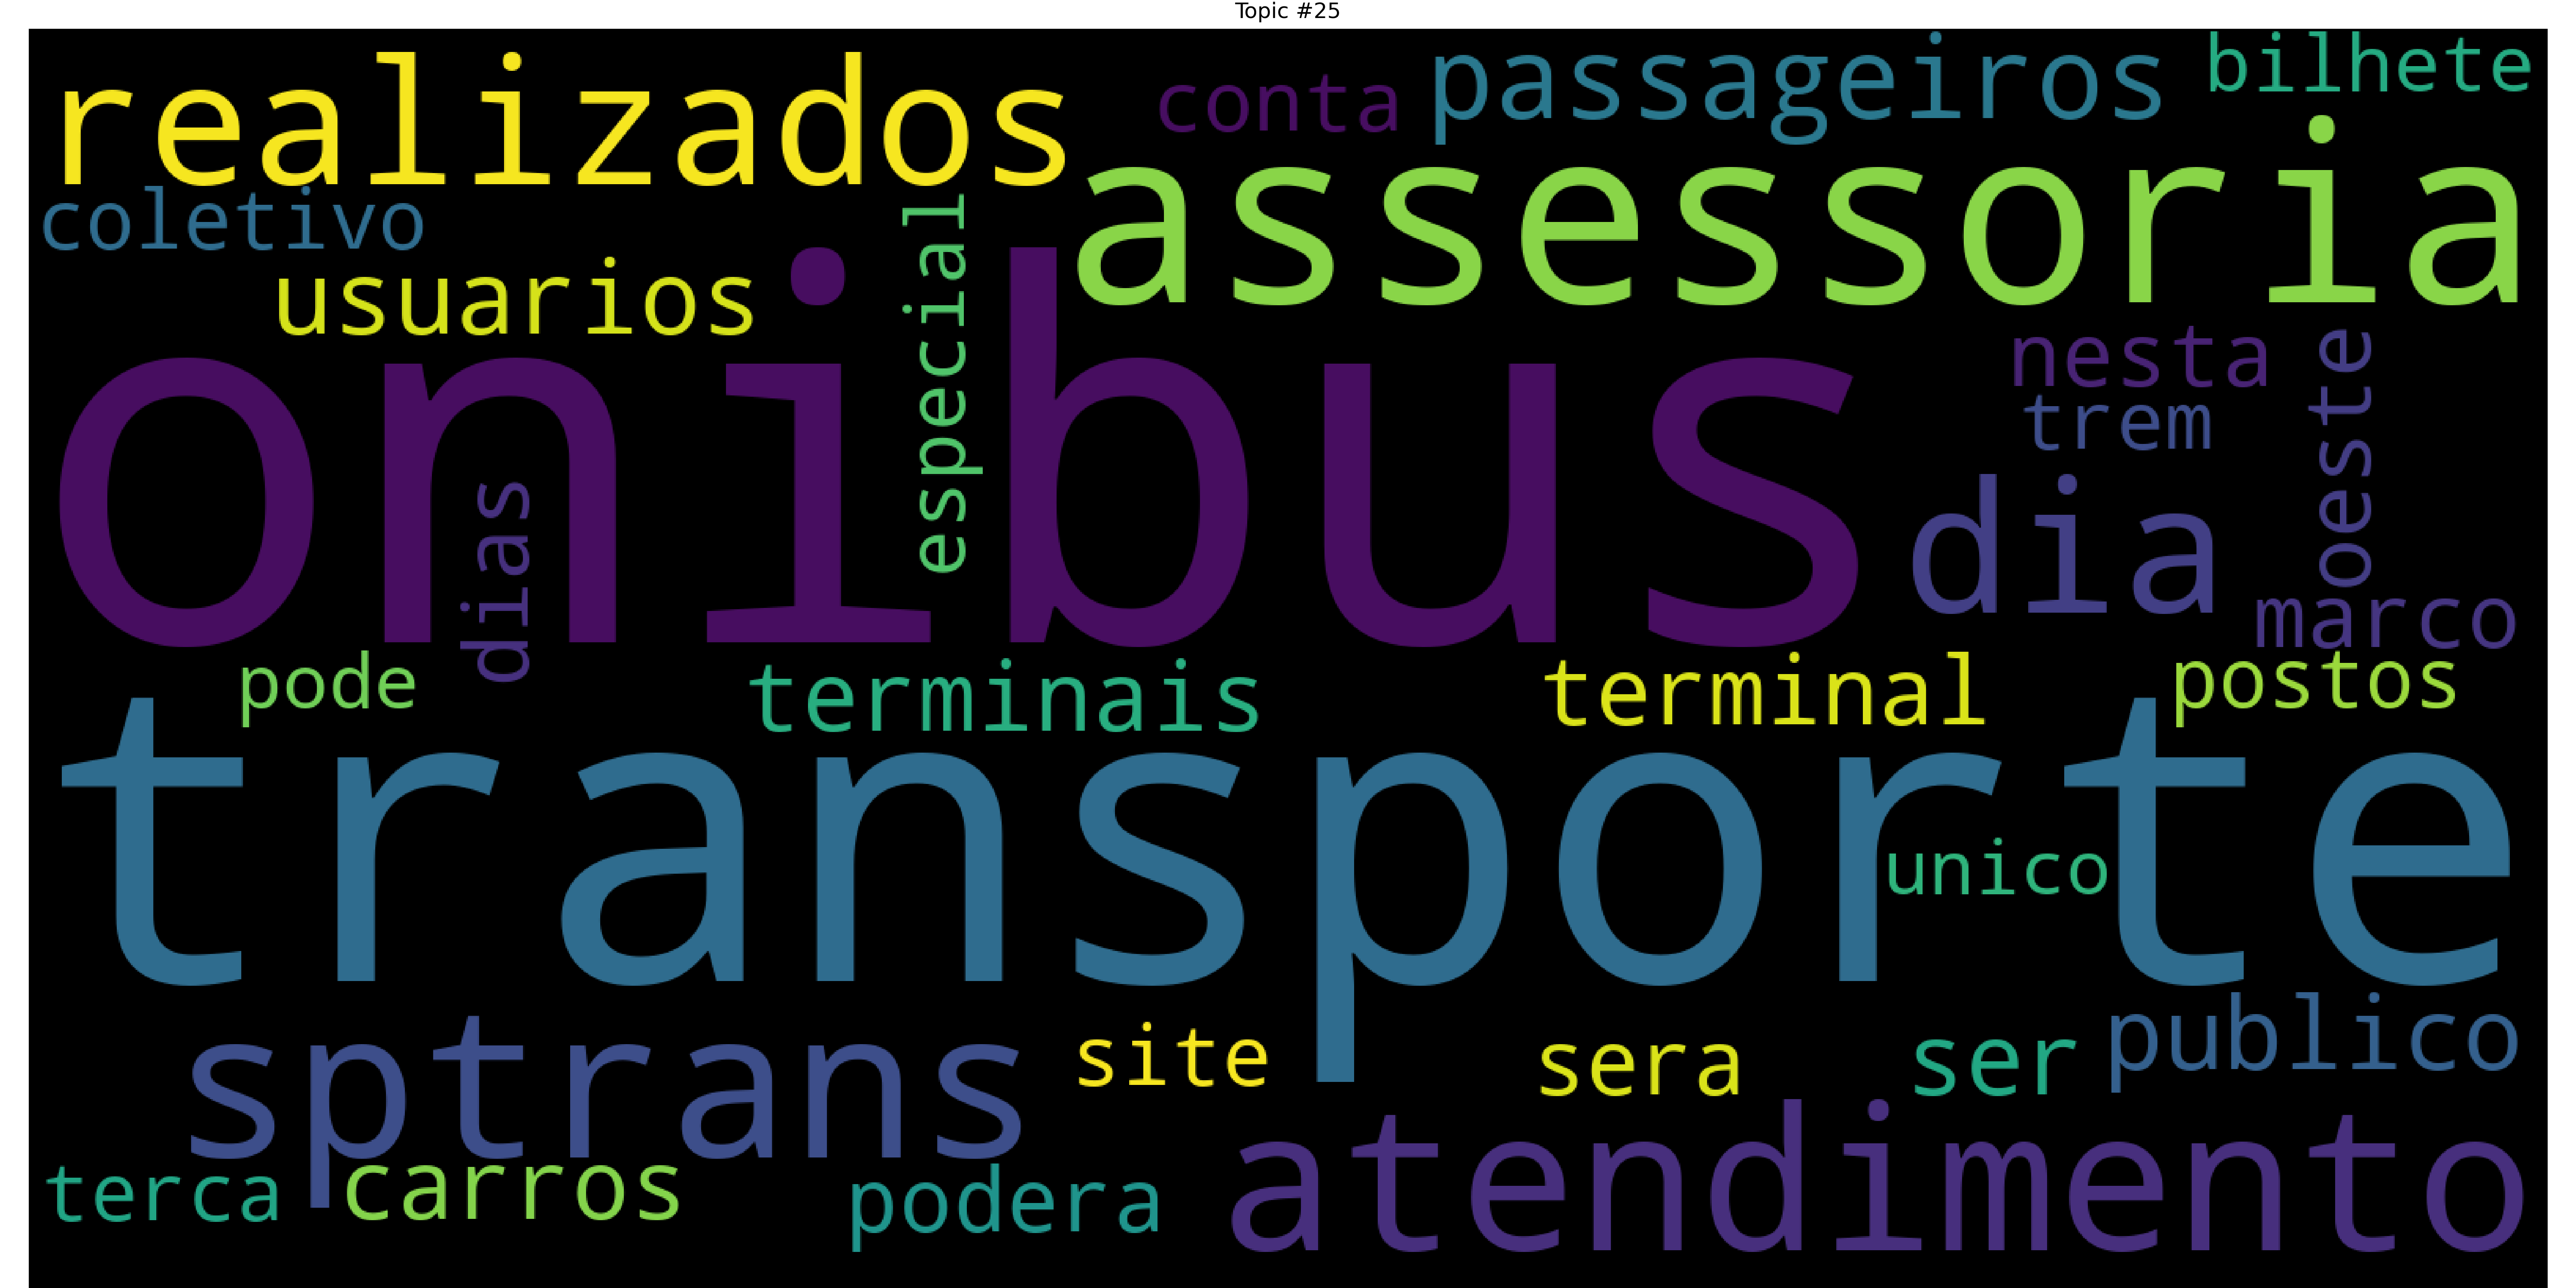 Topic #25
realizados
conta
passageiros
bilhete
assessoria
coletivo
usuarios
especial
onibus
nesta
trem
oeste
dia
dias
marco
pode
terminais
terminal
postos
transporte
unico
sptrans
site
sera
ser
publico
terca
carros
podera
atendimento